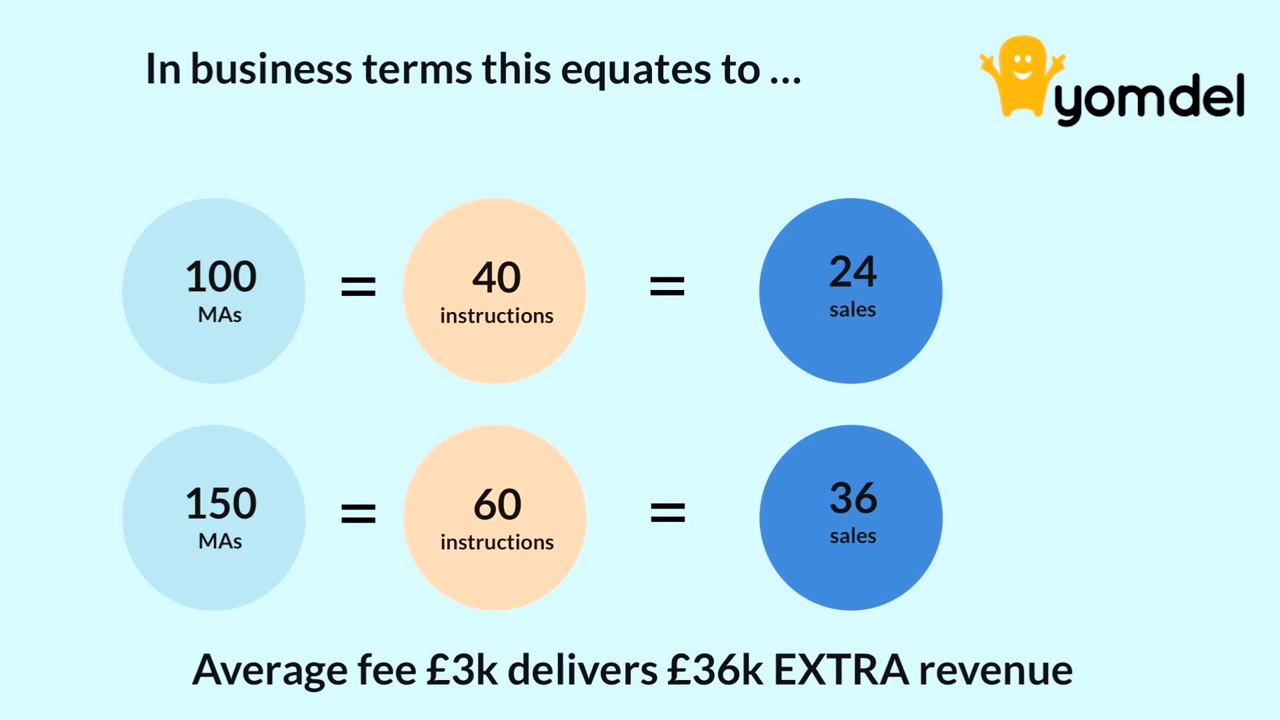 In business terms this equates to ...
yomdel
100
MAs
=
40
instructions
=
24
sales
150
MAs
=
60
instructions
=
36
sales
Average fee £3k delivers £36k EXTRA revenue